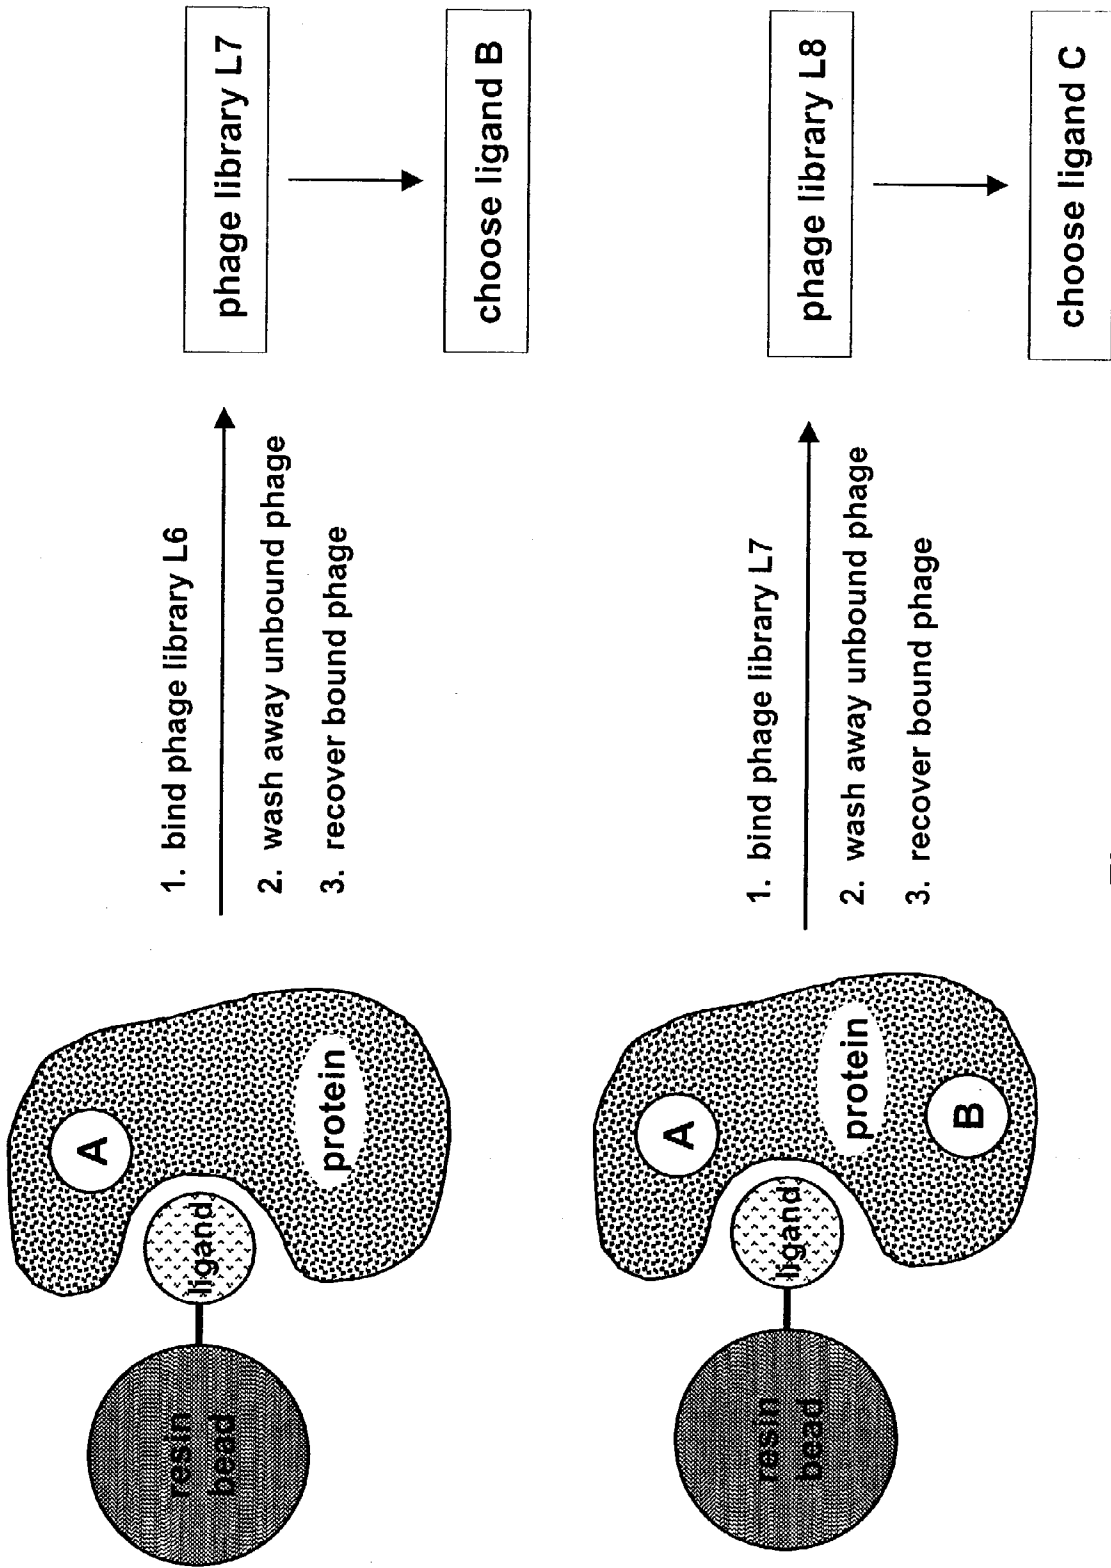 A
ligand
protein
resin
bead
1. bind phage library L6
2. wash away unbound phage
3. recover bound phage
phage library L7
choose ligand B
A
ligand
protein
B
resin
bead
1. bind phage library L7
2. wash away unbound phage
3. recover bound phage
phage library L8
choose ligand C